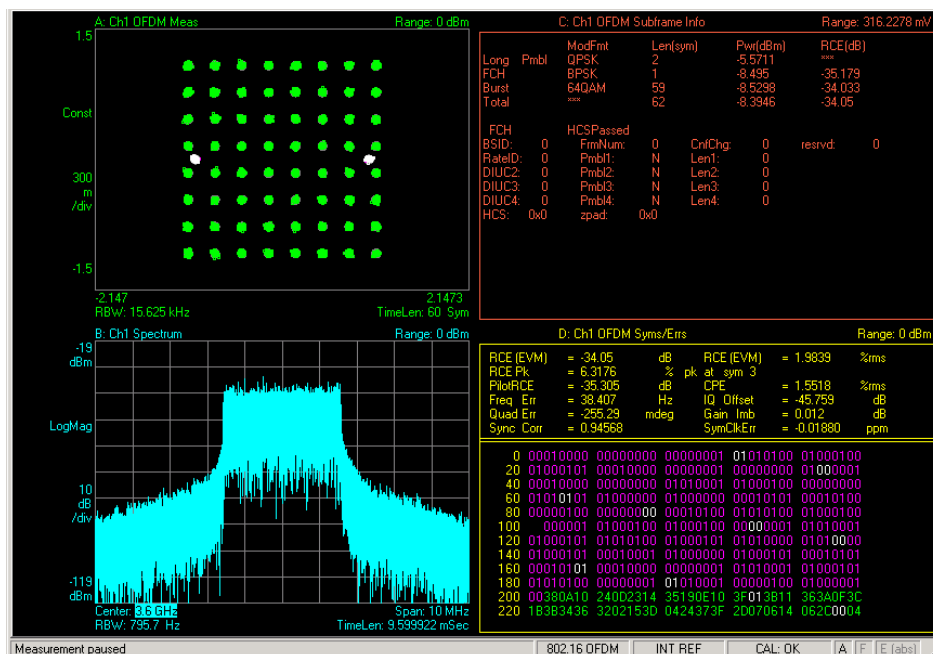 A: Ch1 OFDM Meas Range: 0 dBm
1.5
Const
300
m
/div
-1.5
-2.147 2.1473
RBW: 15.625 kHz TimeLen: 60 Sym
C: Ch1 OFDM Subframe Info Range: 316.2278 mV
ModFmt Len(sym) Pwr(dBm) RCE(dB)
Long Pmbl QPSK 2 -5.5711 ***
FCH BPSK 1 -8.495 -35.179
Burst 64QAM 59 -8.5298 -34.033
Total *** 62 -8.3946 -34.05
FCH HCSPassed
BSID: 0 FrmNum: 0 CnfChg: 0 resrvd: 0
RateID: 0 Pmbl1: N Len1: 0
DIUC2: 0 Pmbl2: N Len2: 0
DIUC3: 0 Pmbl3: N Len3: 0
DIUC4: 0 Pmbl4: N Len4: 0
HCS: 0x0 zpad: 0x0
B: Ch1 Spectrum Range: 0 dBm
-19
dBm
LogMag
10
dB
/div
-119
dBm
Center: 3.6 GHz Span: 10 MHz
RBW: 795.7 Hz TimeLen: 9.599922 mSec
D: Ch1 OFDM Syms/Errs Range: 0 dBm
RCE (EVM) = -34.05 dB RCE (EVM) = 1.9839 %rms
RCE Pk = 6.3176 % pk at sym 3
PilotRCE = -35.305 dB CPE = 1.5518 %rms
Freq Err = 38.407 Hz IQ Offset = -45.759 dB
Quad Err = -255.29 mdeg Gain Imb = 0.012 dB
Sync Corr = 0.94568 SymClkErr = -0.01880 ppm
0 00010000 00000000 00000001 01010100 01000100
20 01000101 00010000 01000001 00000000 01000001
40 00010000 00000100 01010001 01000100 00000000
60 01010101 01000000 01000000 01000101 00010100
80 00000100 00000000 00010100 01010100 01010101
100 000001 01000100 01000100 00000001 01010001
120 01000101 00010100 01000100 01010101 01010000
140 01000101 00010001 01000000 01010001 00010101
160 00010101 00010000 01000000 01000100 01000101
180 01010100 00000001 01010001 00000100 01000000
200 00380A10 240D2314 35190E10 3F013B11 363A0F3C
220 1B3B3436 3202153D 0424373F 2D070614 062C0004
Measurement paused 802.16 OFDM INT REF CAL: OK A F E (abs)